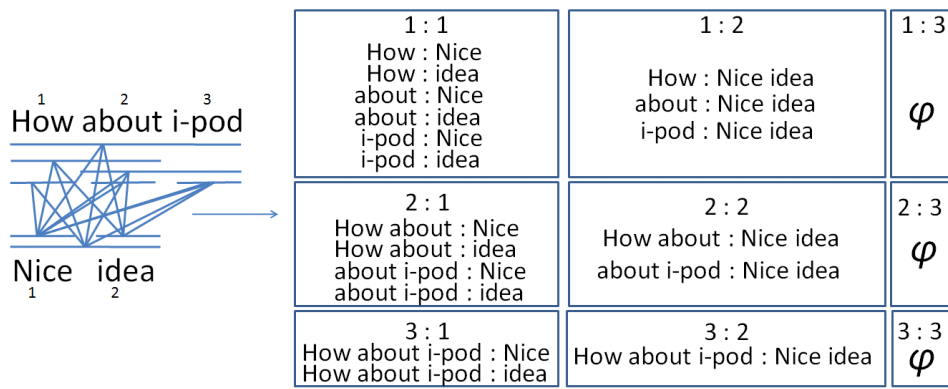 1 2 3
How about i-pod
Nice idea
1 2
1 : 1
How : Nice
How : idea
about : Nice
about : idea
i-pod : Nice
i-pod : idea
1 : 2
How : Nice idea
about : Nice idea
i-pod : Nice idea
1 : 3
φ
2 : 1
How about : Nice
How about : idea
about i-pod : Nice
about i-pod : idea
2 : 2
How about : Nice idea
about i-pod : Nice idea
2 : 3
φ
3 : 1
How about i-pod : Nice
How about i-pod : idea
3 : 2
How about i-pod : Nice idea
3 : 3
φ